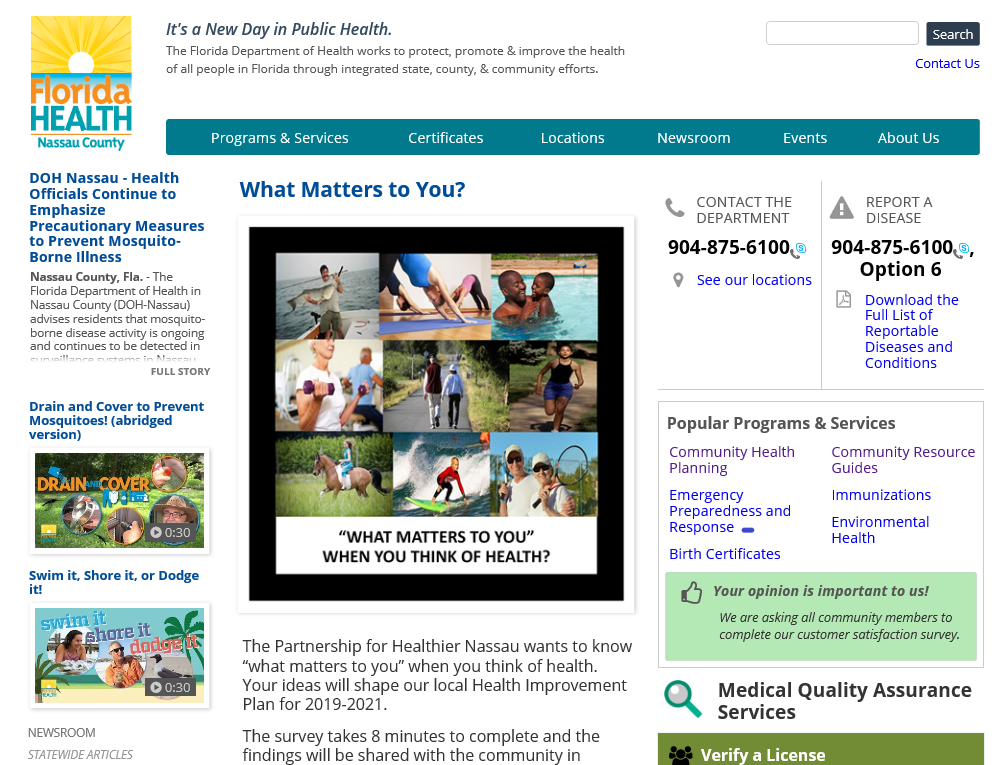 It's a New Day in Public Health.
The Florida Department of Health works to protect, promote & improve the health
of all people in Florida through integrated state, county, & community efforts.
Search
Contact Us
Florida
HEALTH
Nassau County
Programs & Services
Certificates
Locations
Newsroom
Events
About Us
DOH Nassau - Health
Officials Continue to
Emphasize
Precautionary Measures
to Prevent Mosquito-
Borne Illness
Nassau County, Fla. - The
Florida Department of Health in
Nassau County (DOH-Nassau)
advises residents that mosquito-
borne disease activity is ongoing
and continues to be detected in
surveillance systems in Nassau
FULL STORY
Drain and Cover to Prevent
Mosquitoes! (abridged
version)
DRAIN AND COVER
0:30
Swim it, Shore it, or Dodge
it!
swim it
shore it
dodge it
0:30
NEWSROOM
STATEWIDE ARTICLES
What Matters to You?
“WHAT MATTERS TO YOU”
WHEN YOU THINK OF HEALTH?
The Partnership for Healthier Nassau wants to know
“what matters to you” when you think of health.
Your ideas will shape our local Health Improvement
Plan for 2019-2021.
The survey takes 8 minutes to complete and the
findings will be shared with the community in
CONTACT THE
DEPARTMENT
904-875-6100
See our locations
REPORT A
DISEASE
904-875-6100,
Option 6
Download the
Full List of
Reportable
Diseases and
Conditions
Popular Programs & Services
Community Health
Planning
Emergency
Preparedness and
Response
Birth Certificates
Community Resource
Guides
Immunizations
Environmental
Health
Your opinion is important to us!
We are asking all community members to
complete our customer satisfaction survey.
Medical Quality Assurance
Services
Verify a License